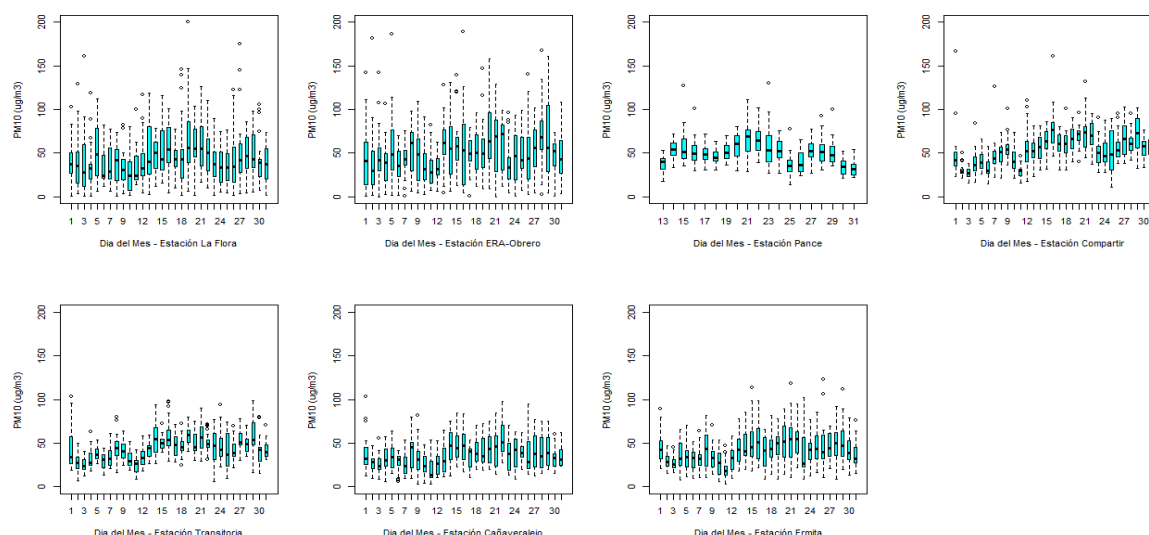 PM10 (ug/m3)
0 50 100 150 200
1 3 5 7 9 12 15 18 21 24 27 30
Dia del Mes - Estación La Flora
PM10 (ug/m3)
0 50 100 150 200
1 3 5 7 9 12 15 18 21 24 27 30
Dia del Mes - Estación ERA-Obrero
PM10 (ug/m3)
0 50 100 150 200
13 15 17 19 21 23 25 27 29 31
Dia del Mes - Estación Pance
PM10 (ug/m3)
0 50 100 150 200
1 3 5 7 9 12 15 18 21 24 27 30
Dia del Mes - Estación Compartir
PM10 (ug/m3)
0 50 100 150 200
1 3 5 7 9 12 15 18 21 24 27 30
Dia del Mes - Estación Transitoria
PM10 (ug/m3)
0 50 100 150 200
1 3 5 7 9 12 15 18 21 24 27 30
Dia del Mes - Estación Cañaveralejo
PM10 (ug/m3)
0 50 100 150 200
1 3 5 7 9 12 15 18 21 24 27 30
Dia del Mes - Estación Ermita